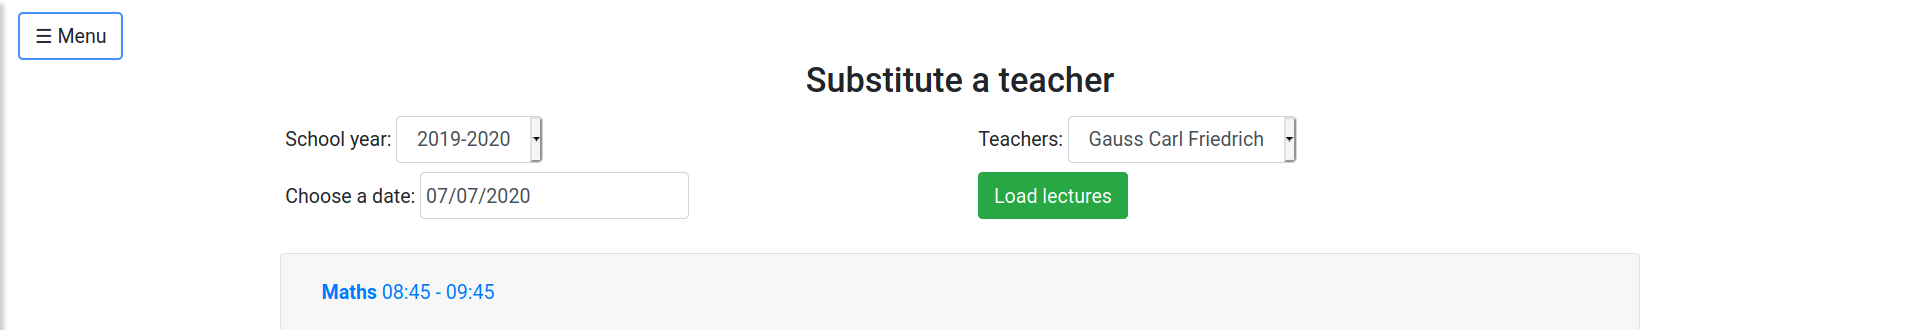 ☰ Menu
Substitute a teacher
School year: 2019-2020
Teachers: Gauss Carl Friedrich
Choose a date: 07/07/2020
Load lectures
Maths 08:45 - 09:45